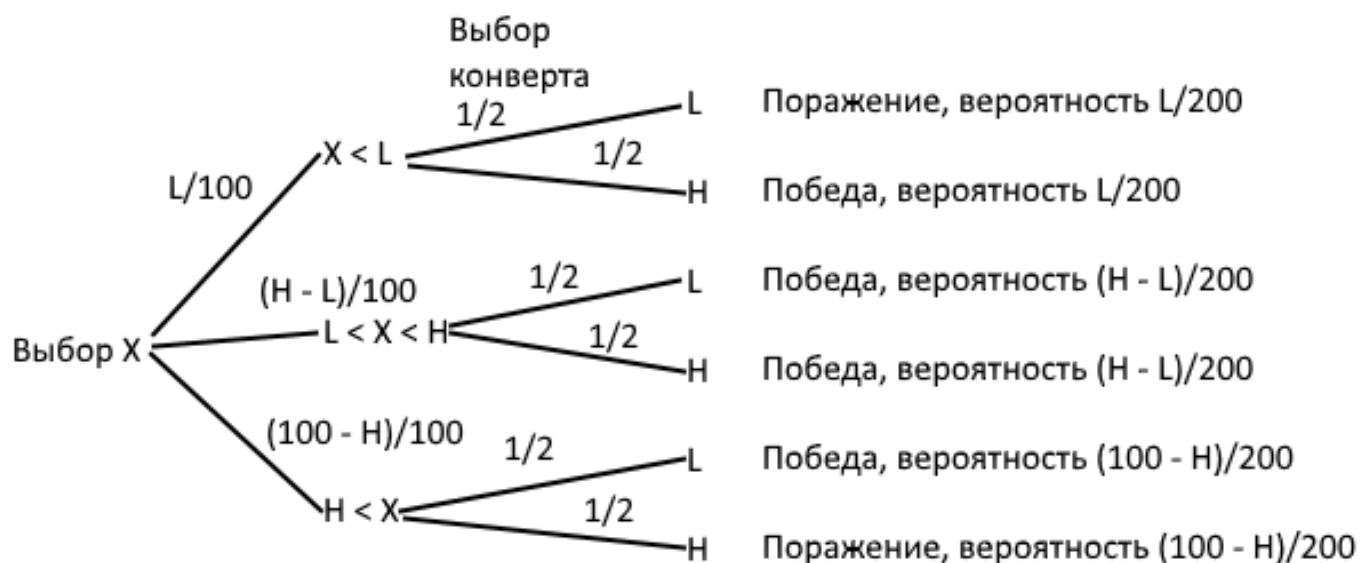 Выбор
конверта
1/2
L
Поражение, вероятность L/200
X < L
1/2
L/100
H
Победа, вероятность L/200
(H - L)/100
1/2
L
Победа, вероятность (H - L)/200
Выбор X
L < X < H
1/2
H
Победа, вероятность (H - L)/200
(100 - H)/100
1/2
L
Победа, вероятность (100 - H)/200
H < X
1/2
H
Поражение, вероятность (100 - H)/200